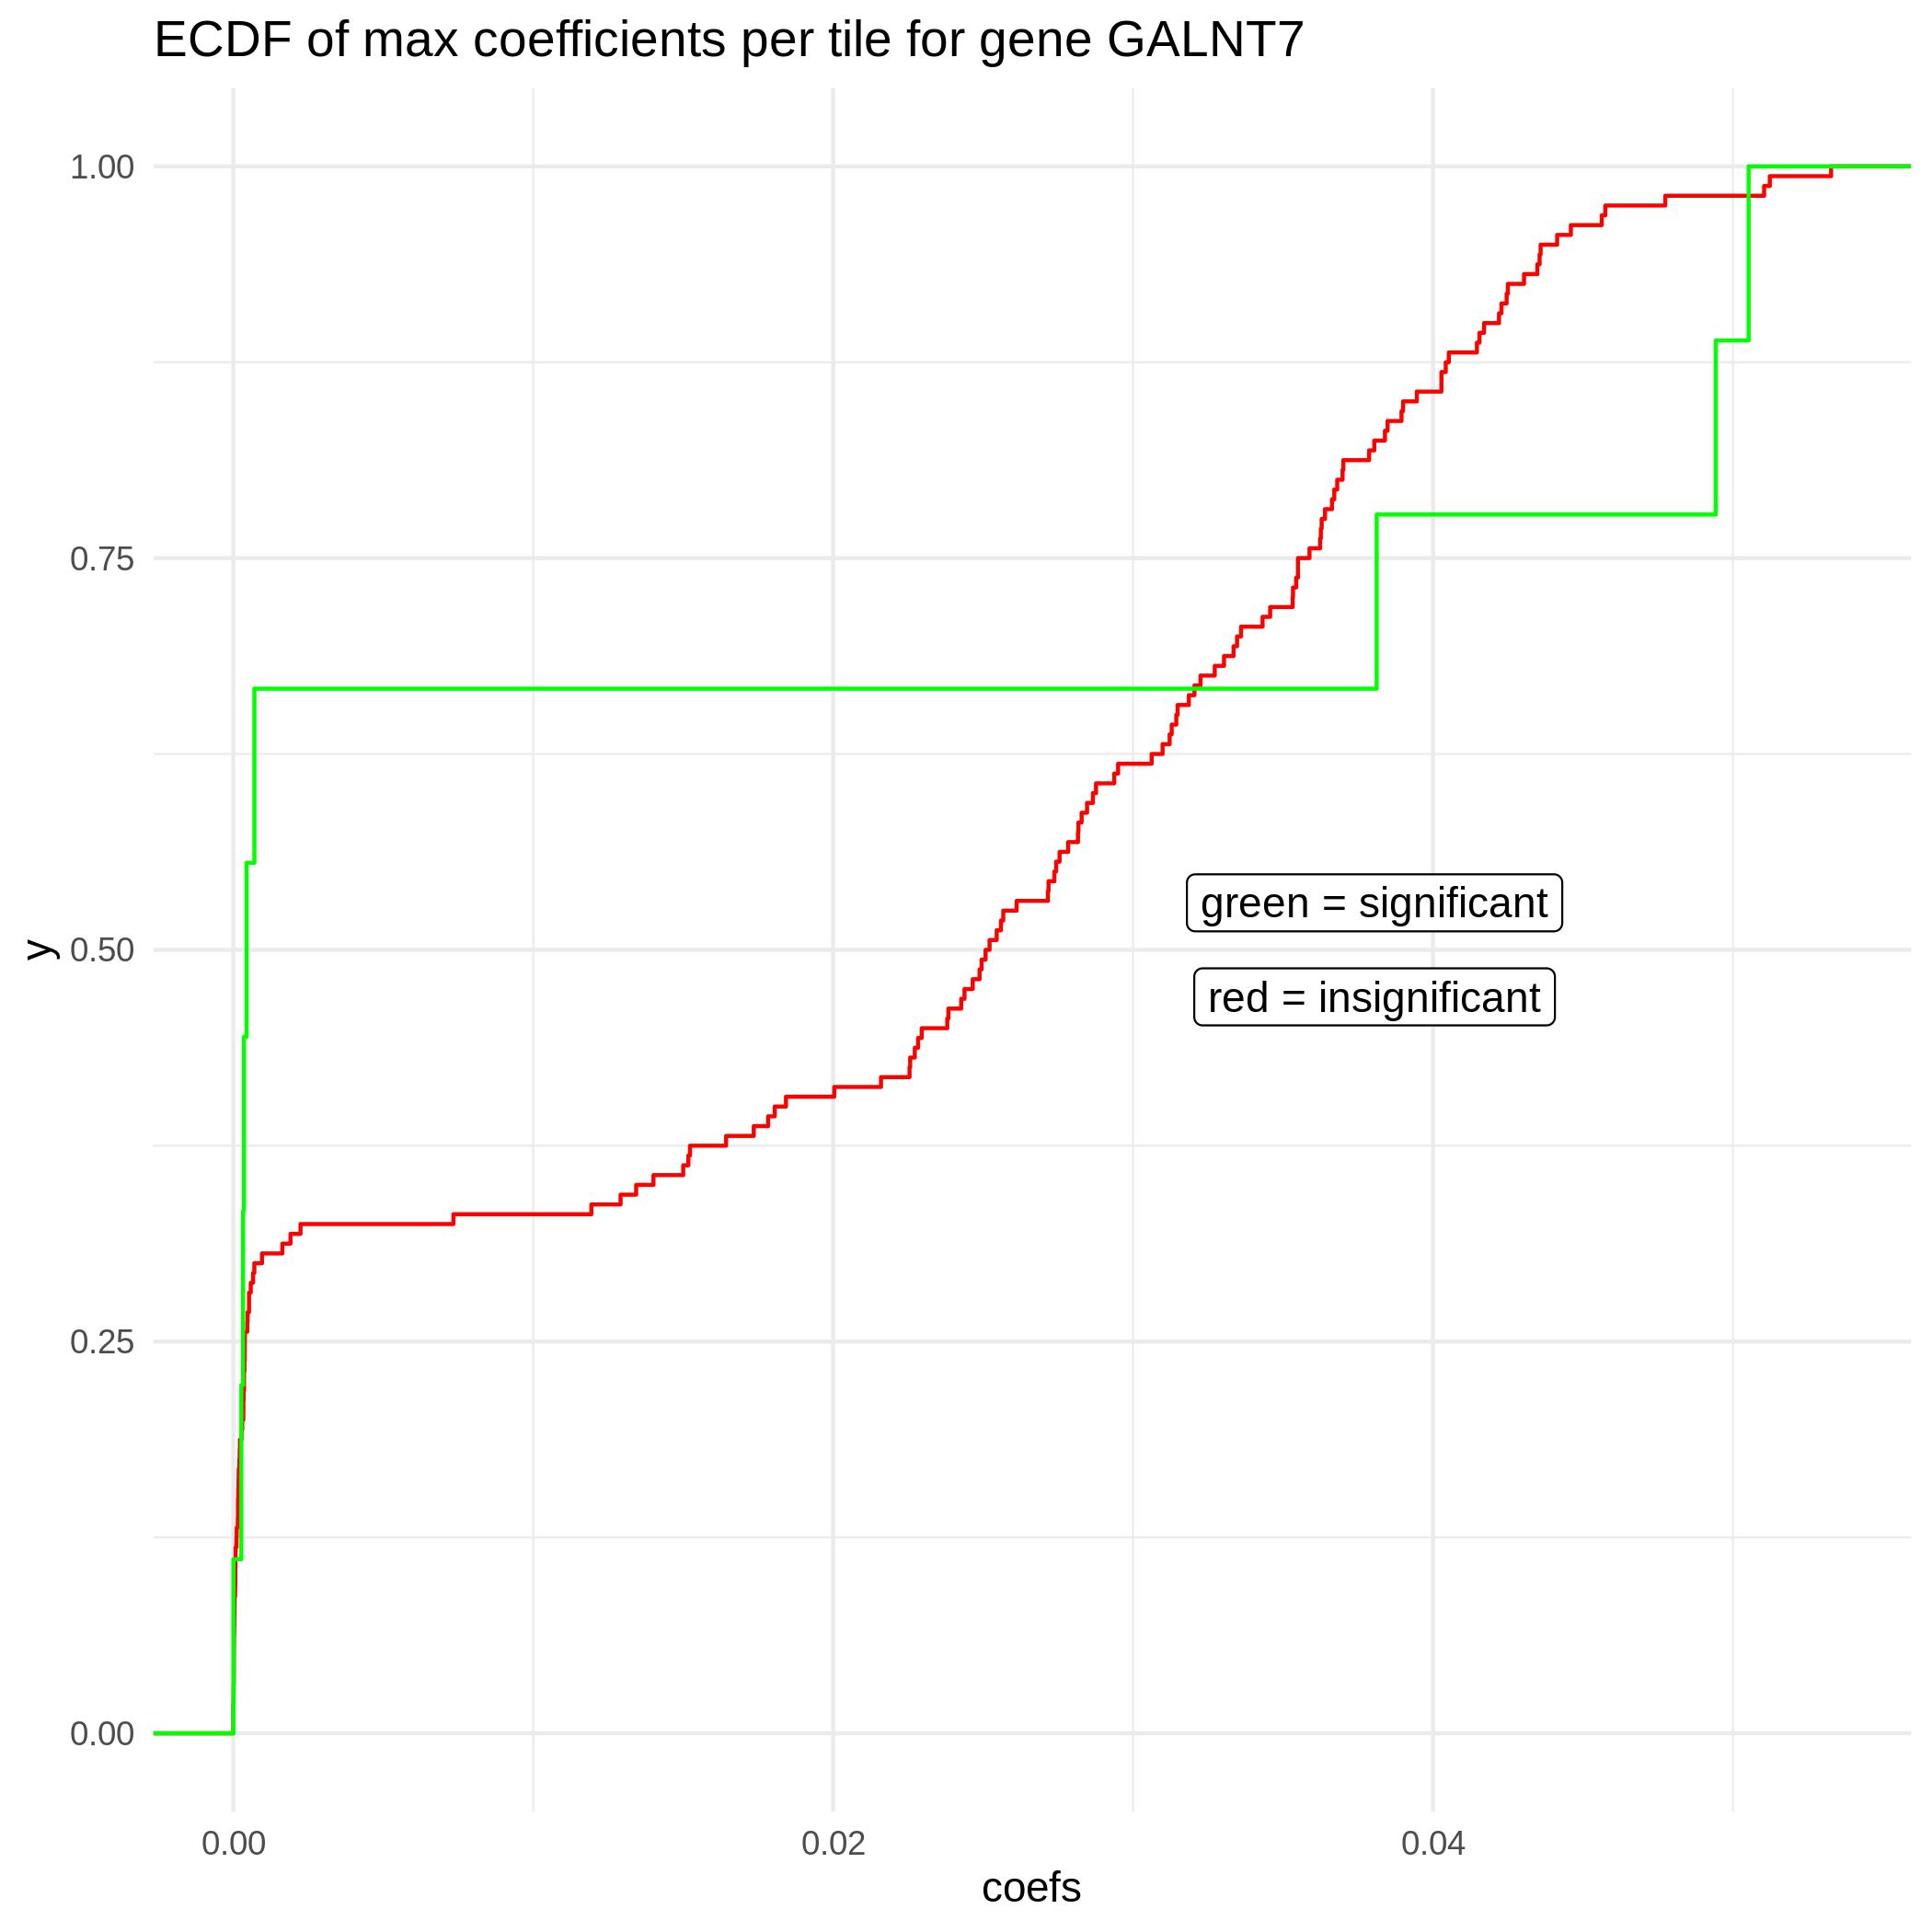 ECDF of max coefficients per tile for gene GALNT7
1.00
0.75
0.50
0.25
0.00
y
green = significant
red = insignificant
0.00 0.02 0.04
coefs